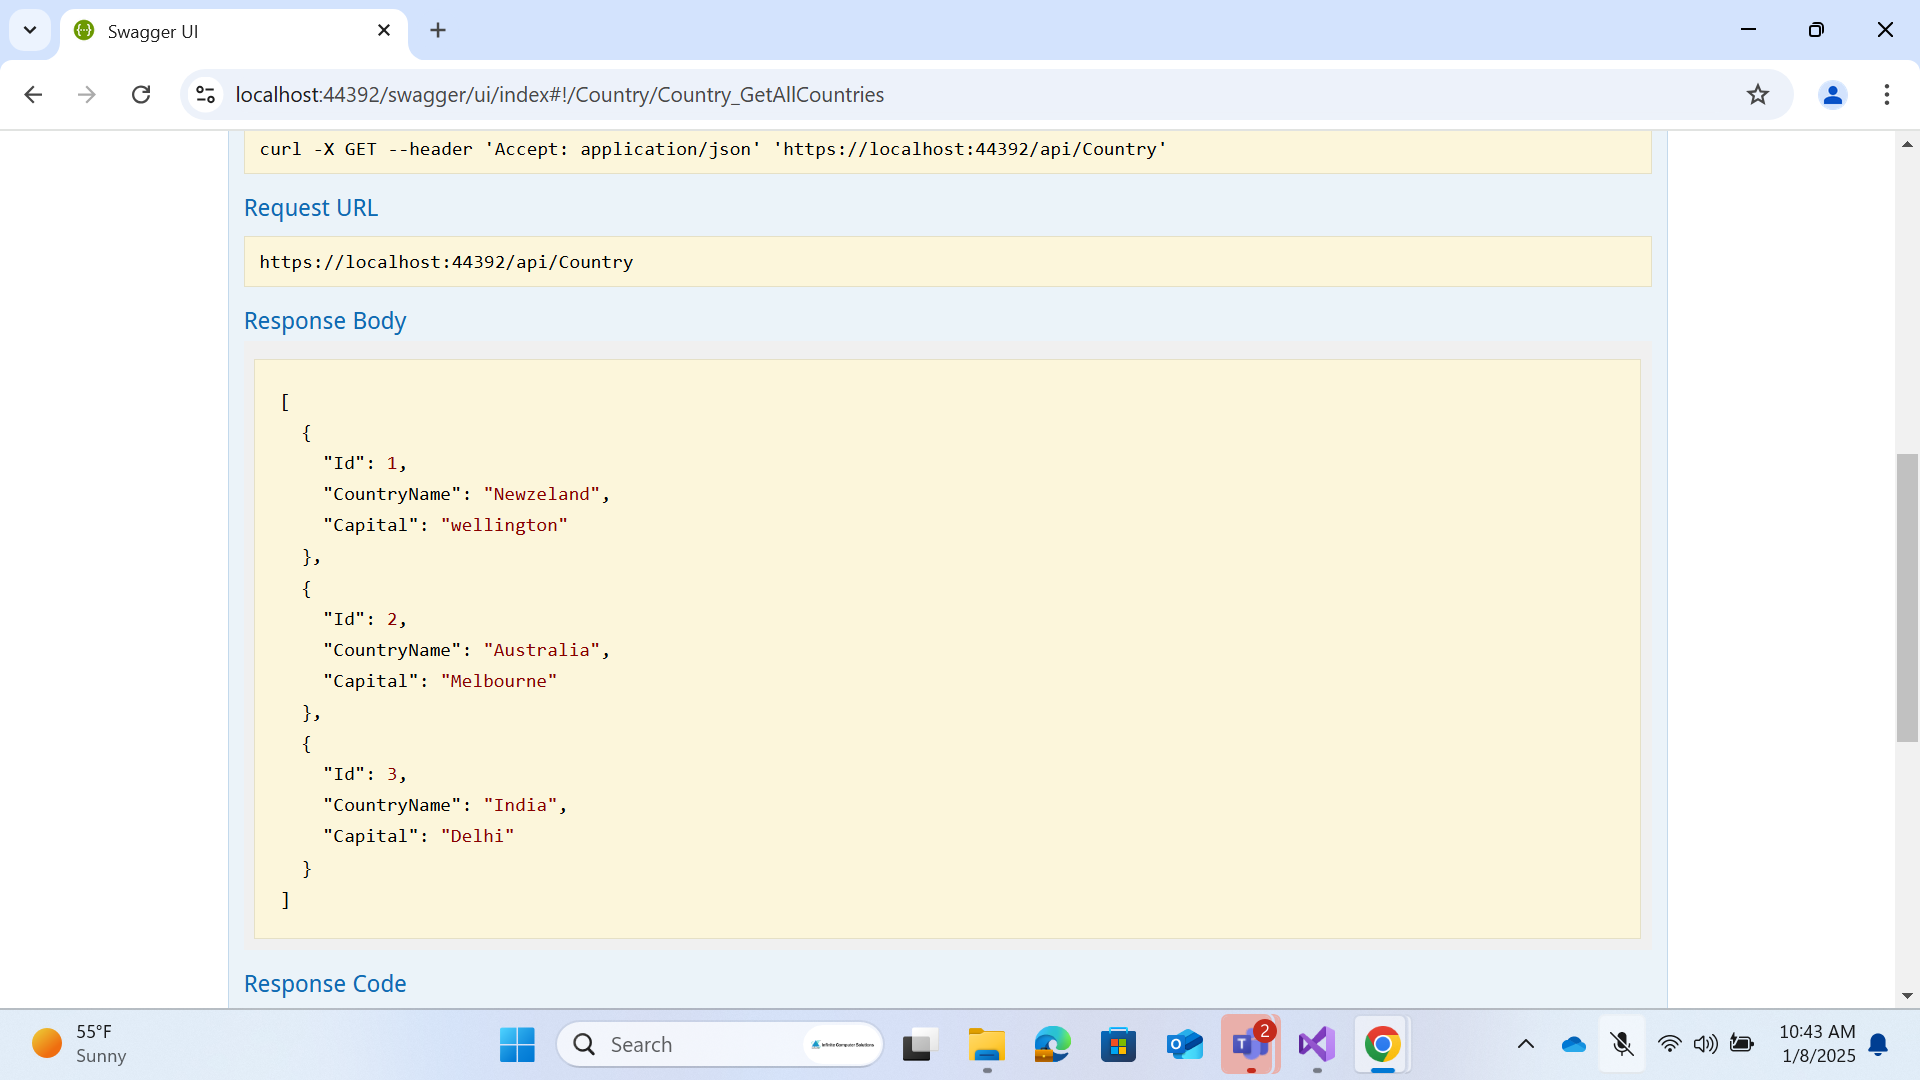 Swagger UI
localhost:44392/swagger/ui/index#!/Country/Country_GetAllCountries
curl -X GET --header 'Accept: application/json' 'https://localhost:44392/api/Country'
Request URL
https://localhost:44392/api/Country
Response Body
[
{
"Id": 1,
"CountryName": "Newzeland",
"Capital": "wellington"
},
{
"Id": 2,
"CountryName": "Australia",
"Capital": "Melbourne"
},
{
"Id": 3,
"CountryName": "India",
"Capital": "Delhi"
}
]
Response Code
55°F
Sunny
Search
Infinite Computer Solutions
2
10:43 AM
1/8/2025